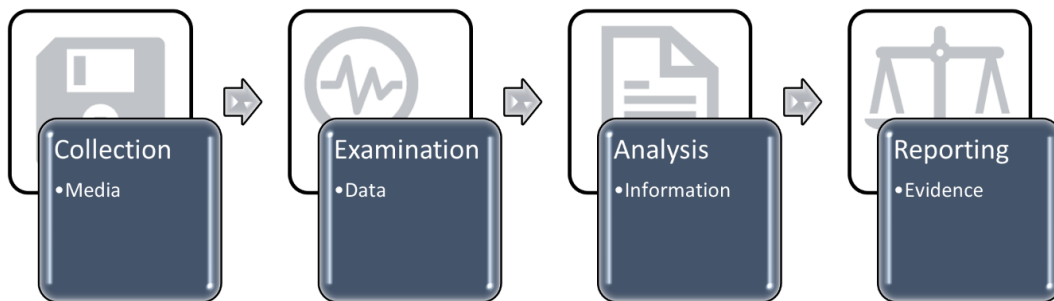 Collection
•Media
Examination
•Data
Analysis
•Information
Reporting
•Evidence